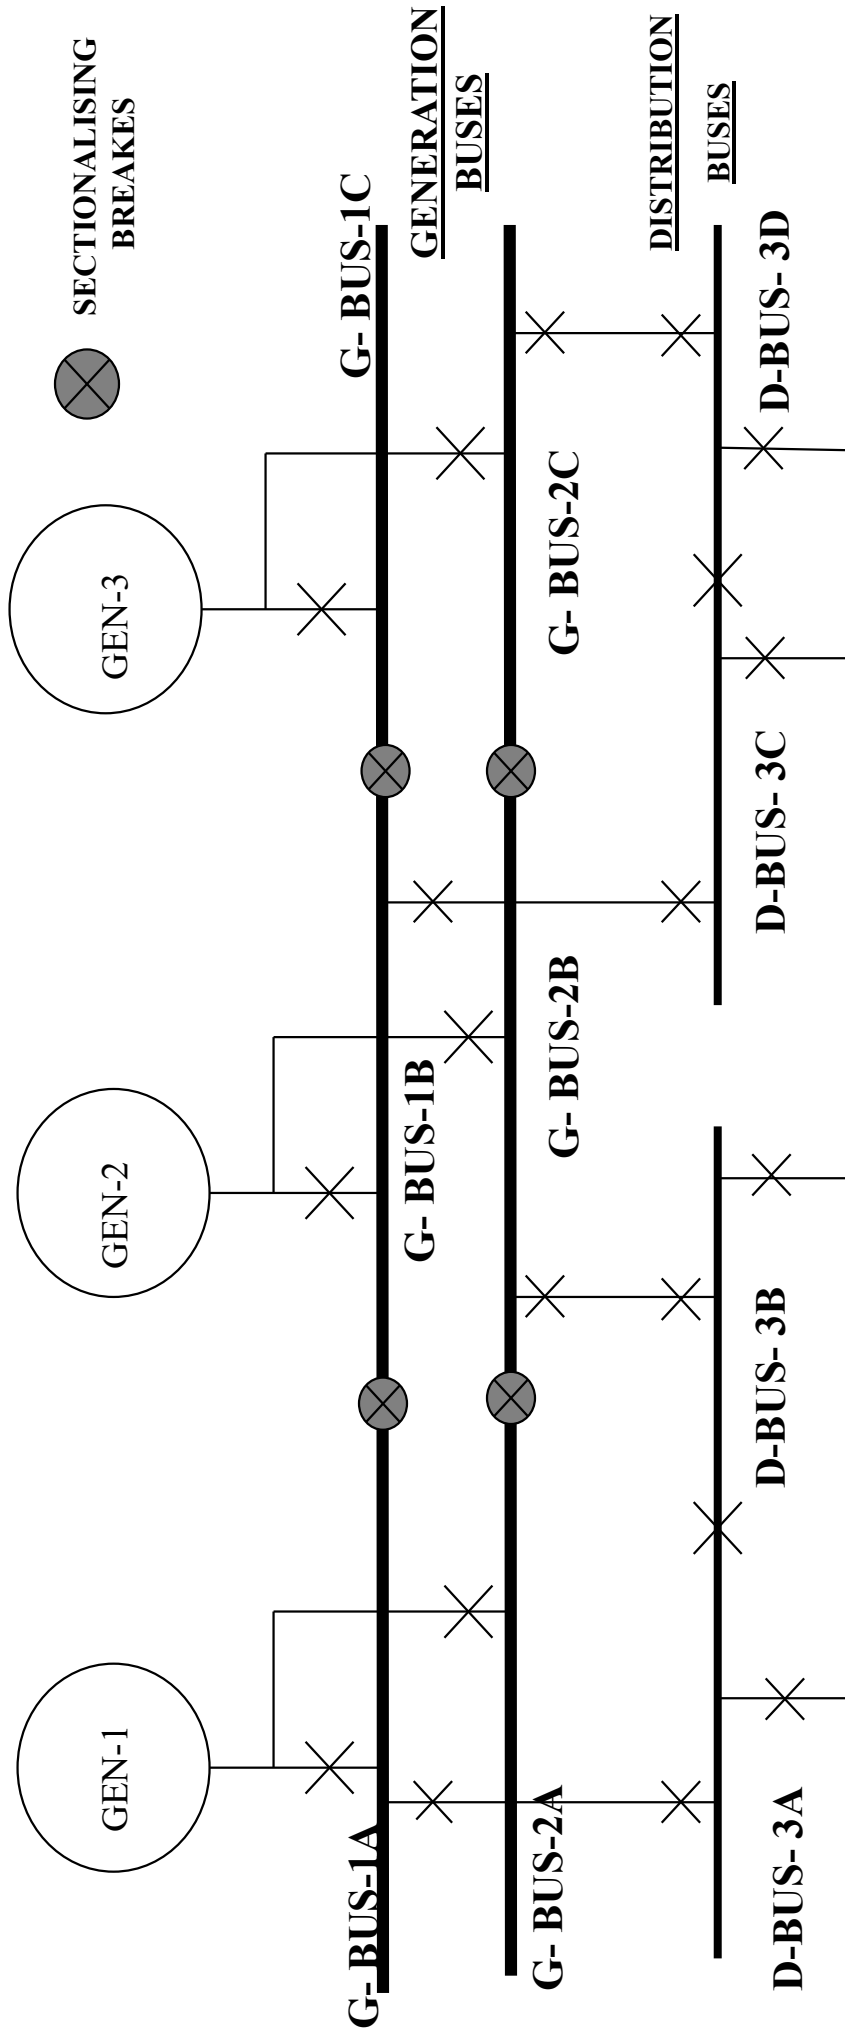 GEN-1
GEN-2
GEN-3
SECTIONALISING
BREAKES
G- BUS-1A
G- BUS-1B
G- BUS-1C
GENERATION
BUSES
G- BUS-2A
G- BUS-2B
G- BUS-2C
DISTRIBUTION
BUSES
D-BUS- 3A
D-BUS- 3B
D-BUS- 3C
D-BUS- 3D